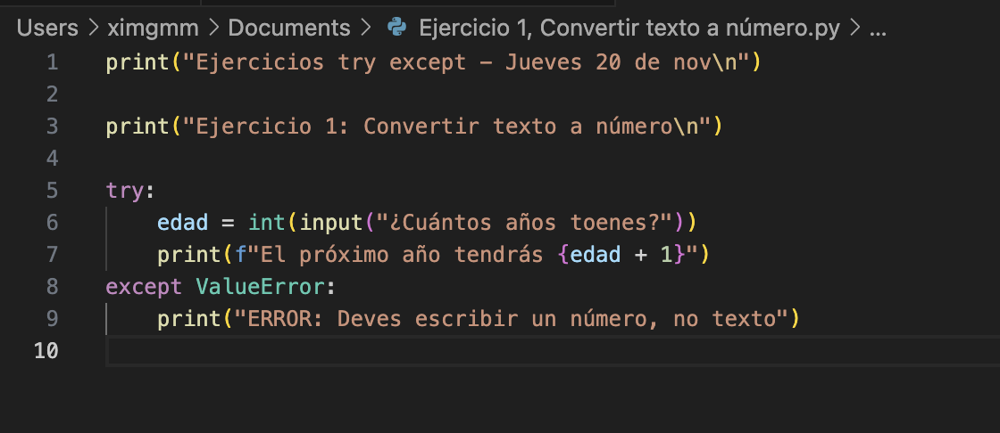 Users > ximgmm > Documents > Ejercicio 1, Convertir texto a número.py > ...
1 print("Ejercicios try except - Jueves 20 de nov\n")
2
3 print("Ejercicio 1: Convertir texto a número\n")
4
5 try:
6     edad = int(input("¿Cuántos años toenes?"))
7     print(f"El próximo año tendrás {edad + 1}")
8 except ValueError:
9     print("ERROR: Deves escribir un número, no texto")
10